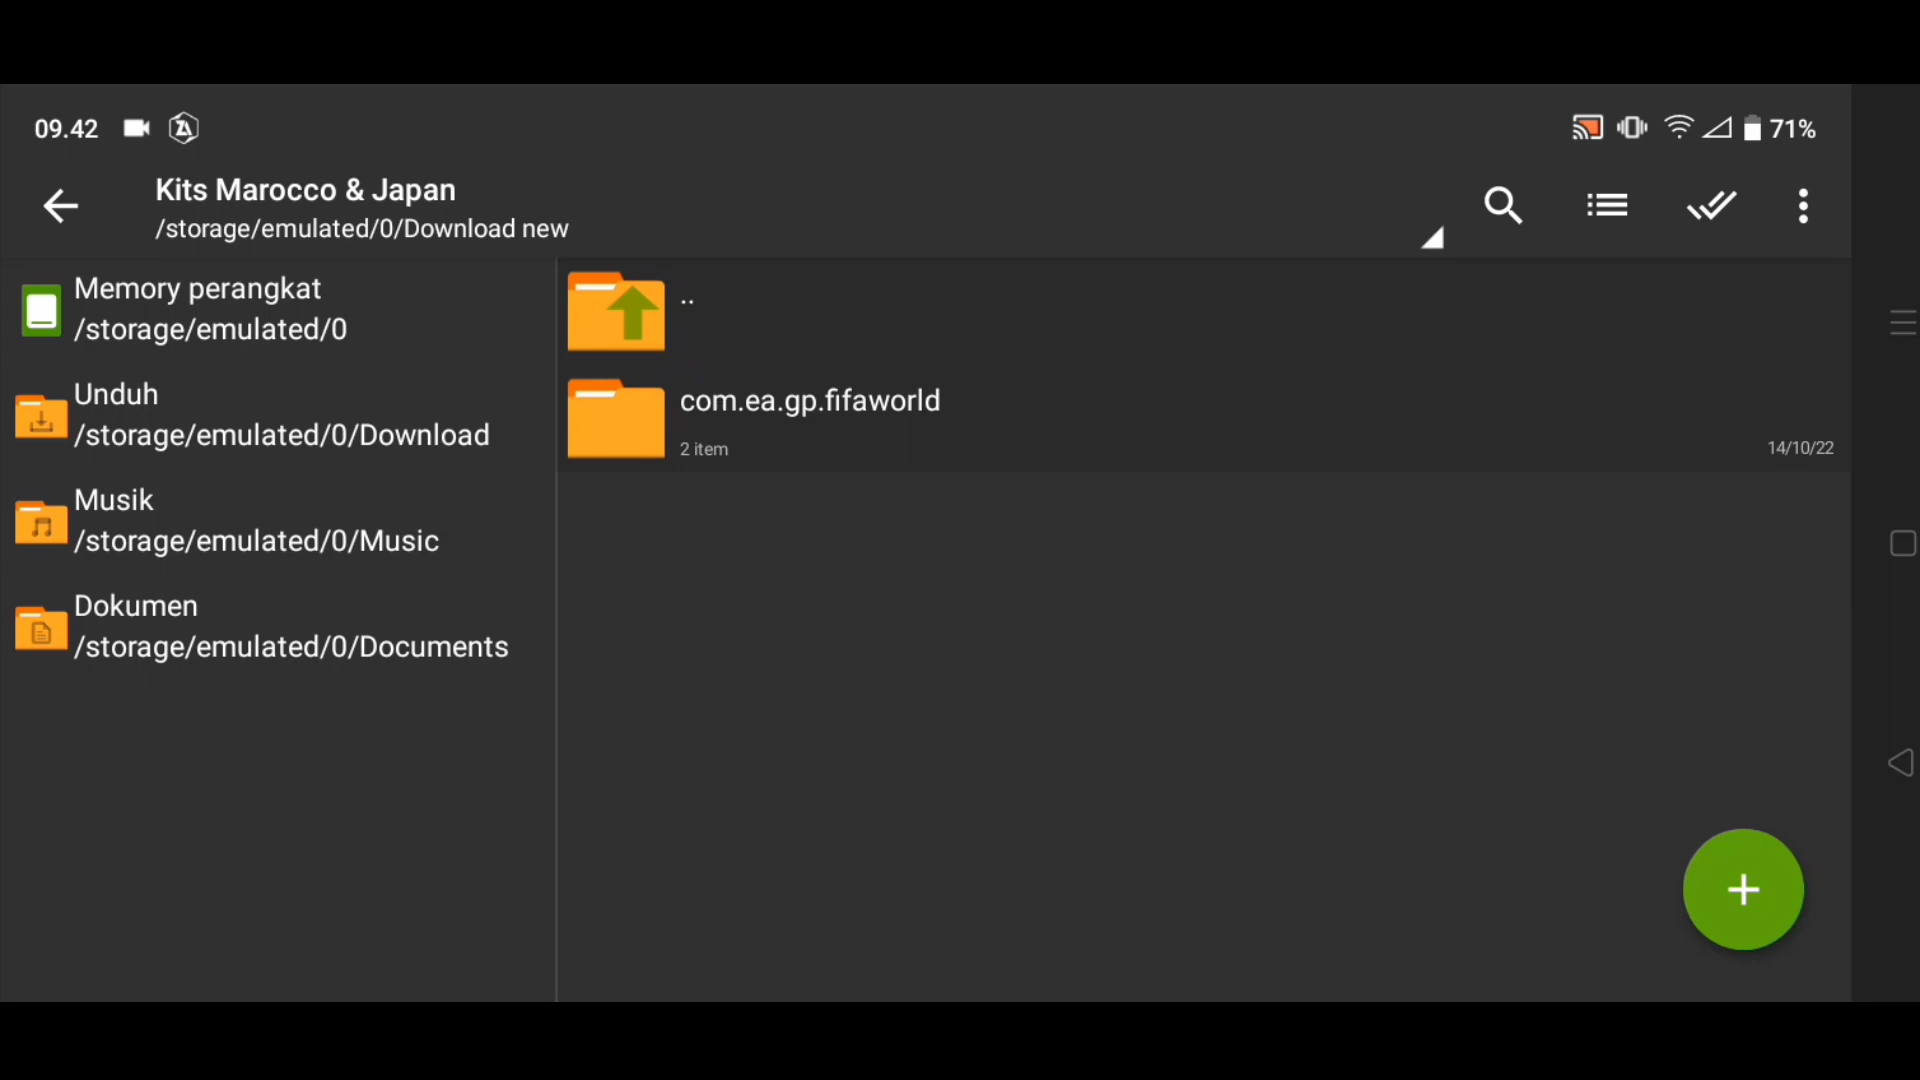 09.42
71%
Kits Marocco & Japan
/storage/emulated/0/Download new
Memory perangkat
/storage/emulated/0
Unduh
/storage/emulated/0/Download
Musik
/storage/emulated/0/Music
Dokumen
/storage/emulated/0/Documents
..
com.ea.gp.fifaworld
2 item
14/10/22